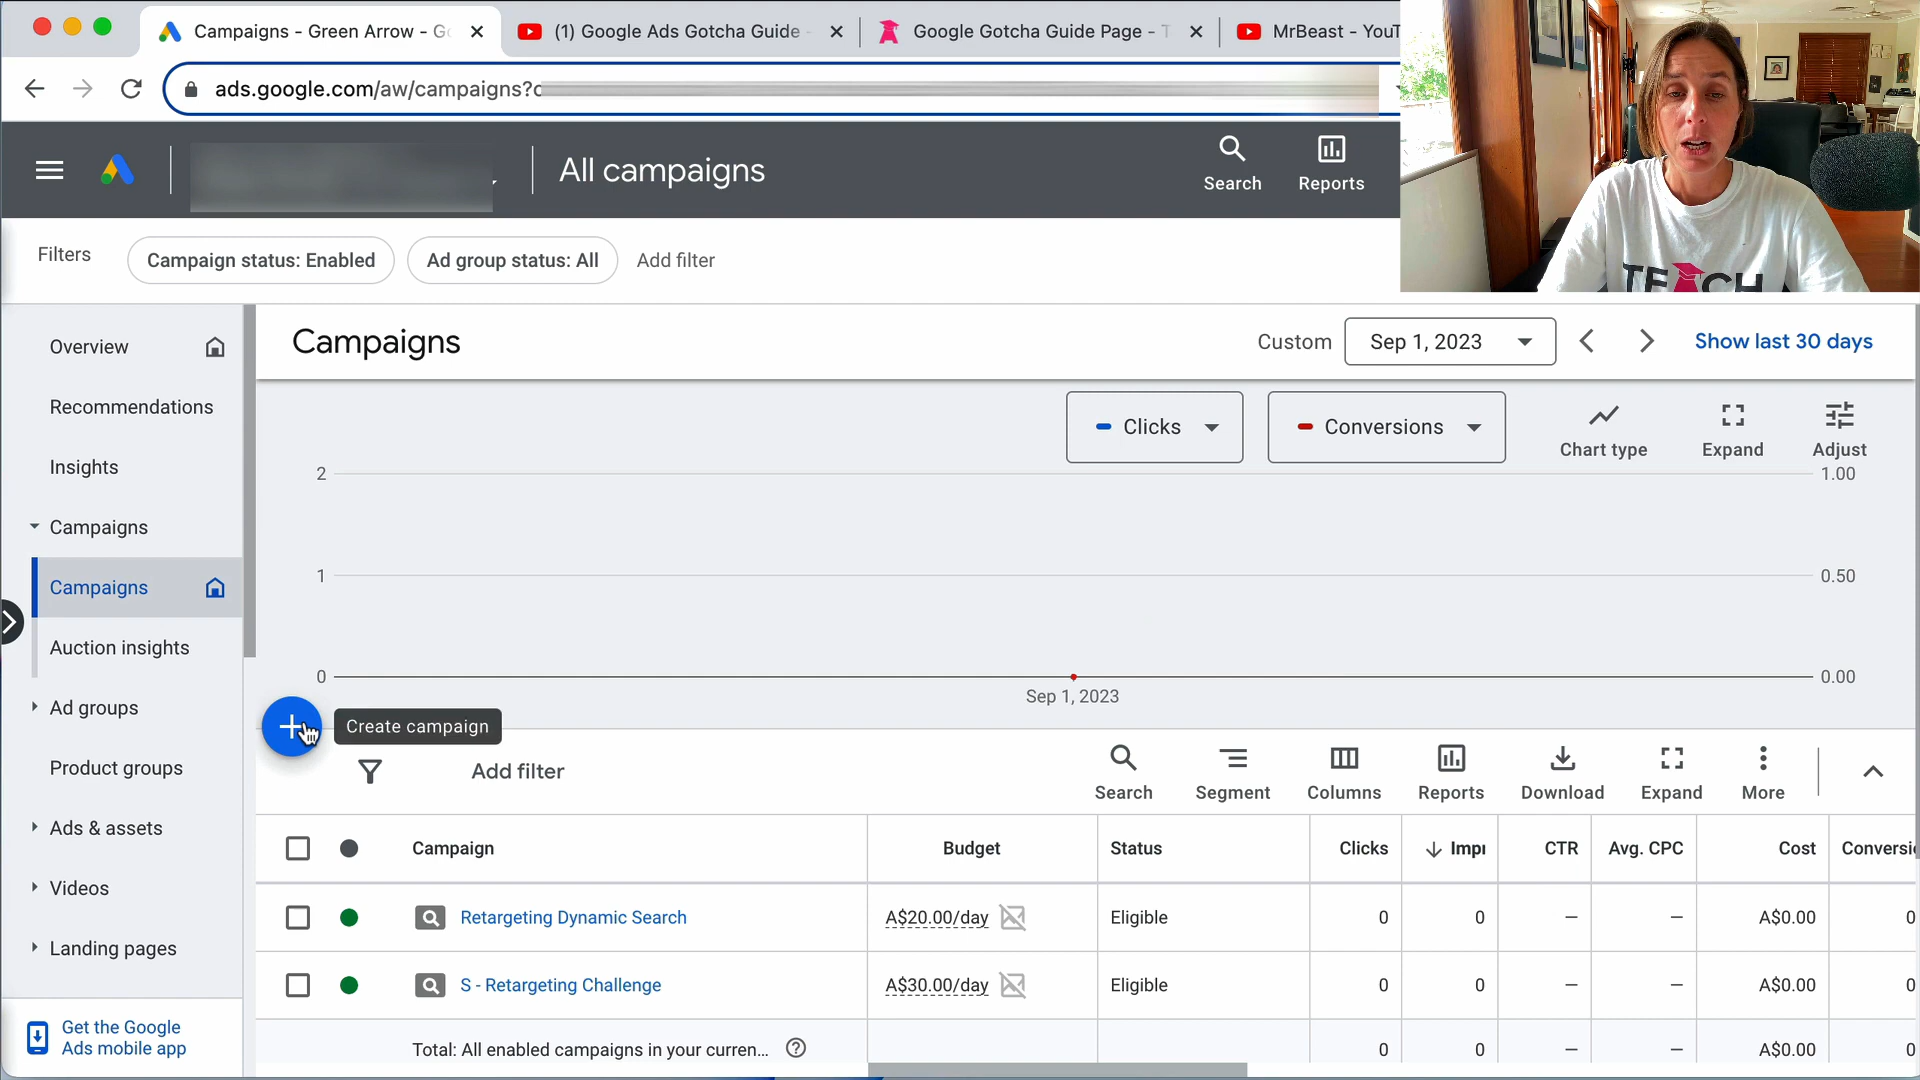 Campaigns - Green Arrow - G
(1) Google Ads Gotcha Guide -
Google Gotcha Guide Page - T
MrBeast - YouT
ads.google.com/aw/campaigns?
All campaigns
Search
Reports
TEACH
Filters
Campaign status: Enabled
Ad group status: All
Add filter
Overview
Recommendations
Insights
Campaigns
Campaigns
Auction insights
Ad groups
Product groups
Ads & assets
Videos
Landing pages
Get the Google
Ads mobile app
Campaigns
Custom
Sep 1, 2023
Show last 30 days
Clicks
Conversions
Chart type
Expand
Adjust
2 1.00
1 0.50
0 0.00
Sep 1, 2023
Create campaign
Add filter
Search
Segment
Columns
Reports
Download
Expand
More
Campaign Budget Status Clicks Impr CTR Avg. CPC Cost Conversi
Retargeting Dynamic Search A$20.00/day Eligible 0 0 — — A$0.00 0
S - Retargeting Challenge A$30.00/day Eligible 0 0 — — A$0.00 0
Total: All enabled campaigns in your curren... 0 0 — — A$0.00 0